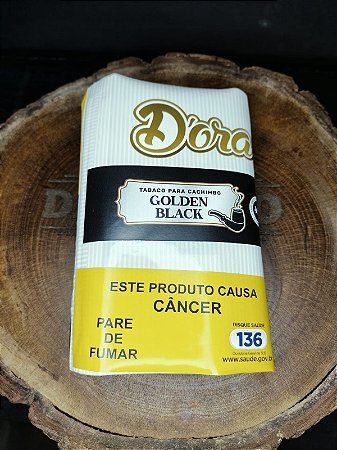 D'ora
TABACO PARA CACHIMBO
GOLDEN
BLACK
ESTE PRODUTO CAUSA
CÂNCER
PARE
DE
FUMAR
DISQUE SAÚDE
136
www.saude.gov.br